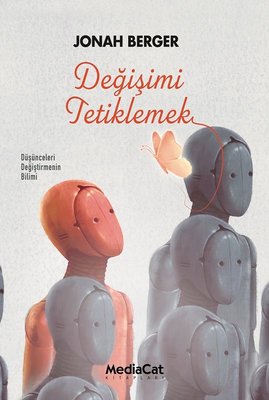 JONAH BERGER
Değişimi
Tetiklemek
Düşünceleri
Değiştirmenin
Bilimi
MediaCat
KİTAPLARI